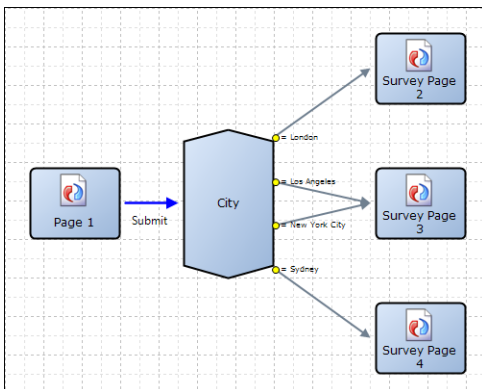 Page 1
Submit
City
= London
= Los Angeles
= New York City
= Sydney
Survey Page
2
Survey Page
3
Survey Page
4